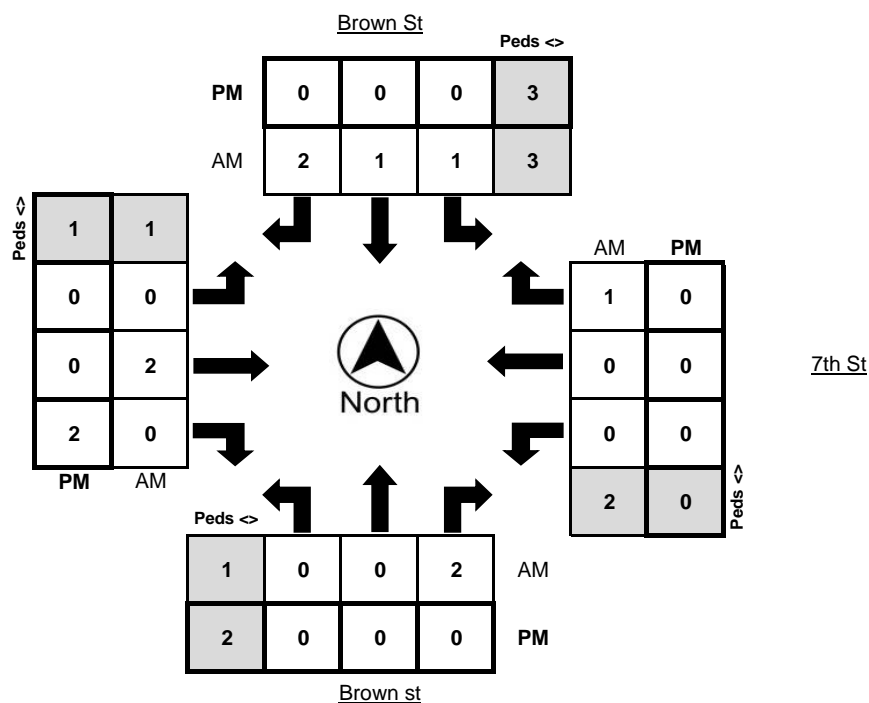 Brown St
Peds <>
PM 0 0 0 3
AM 2 1 1 3
Peds <>
1 1
0 0
0 2
2 0
PM AM
AM PM
1 0
0 0
0 0
2 0
Peds <>
7th St
North
Peds <>
1 0 0 2 AM
2 0 0 0 PM
Brown st